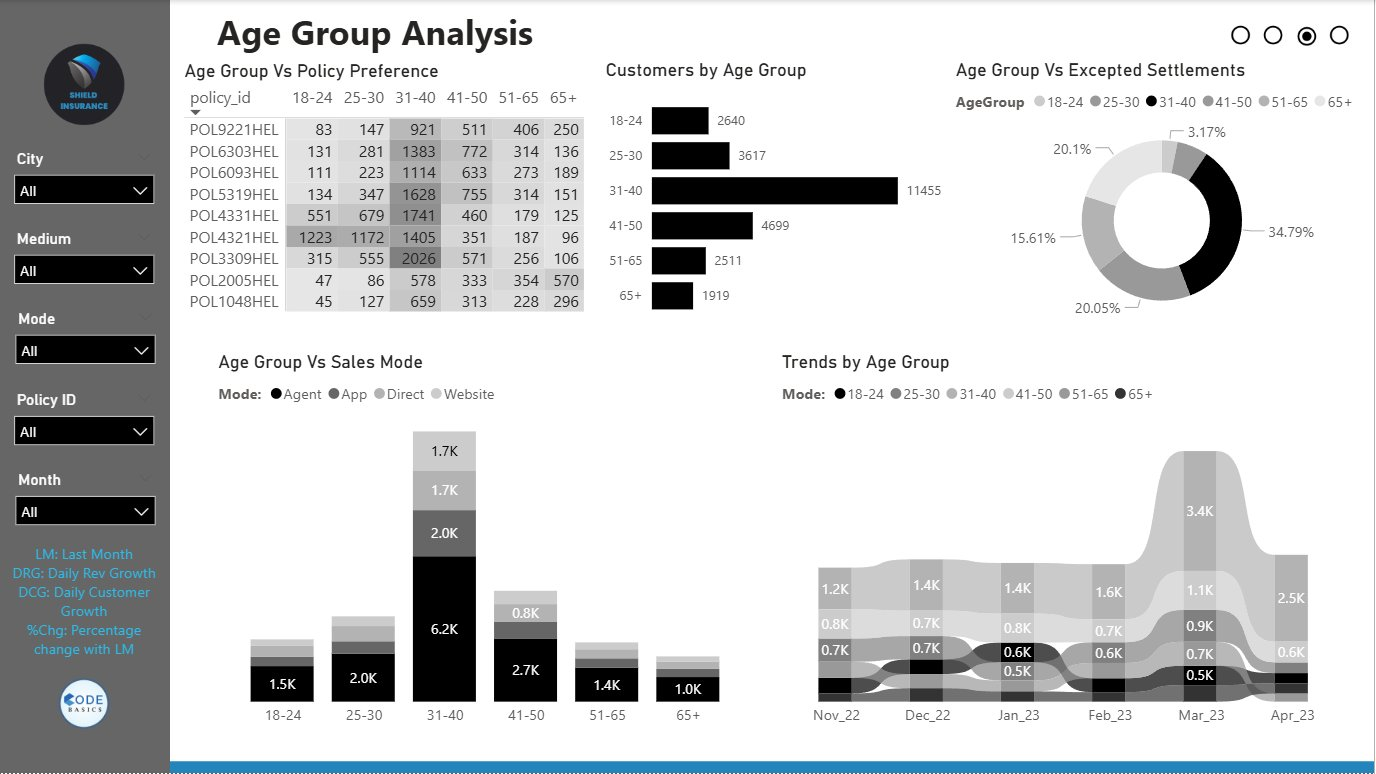 SHIELD
INSURANCE
City
All
Medium
All
Mode
All
Policy ID
All
Month
All
LM: Last Month
DRG: Daily Rev Growth
DCG: Daily Customer
Growth
%Chg: Percentage
change with LM
CODE
BASICS
Age Group Analysis
Age Group Vs Policy Preference
policy_id 18-24 25-30 31-40 41-50 51-65 65+
POL9221HEL 83 147 921 511 406 250
POL6303HEL 131 281 1383 772 314 136
POL6093HEL 111 223 1114 633 273 189
POL5319HEL 134 347 1628 755 314 151
POL4331HEL 551 679 1741 460 179 125
POL4321HEL 1223 1172 1405 351 187 96
POL3309HEL 315 555 2026 571 256 106
POL2005HEL 47 86 578 333 354 570
POL1048HEL 45 127 659 313 228 296
Customers by Age Group
18-24 2640
25-30 3617
31-40 11455
41-50 4699
51-65 2511
65+ 1919
Age Group Vs Excepted Settlements
AgeGroup 18-24 25-30 31-40 41-50 51-65 65+
3.17%
20.1%
34.79%
15.61%
20.05%
Age Group Vs Sales Mode
Mode: Agent App Direct Website
1.7K
1.7K
2.0K
6.2K
0.8K
2.7K
1.5K
2.0K
1.4K
1.0K
18-24 25-30 31-40 41-50 51-65 65+
Trends by Age Group
Mode: 18-24 25-30 31-40 41-50 51-65 65+
1.2K
0.8K
0.7K
1.4K
0.7K
0.7K
1.4K
0.8K
0.6K
0.5K
1.6K
0.7K
0.6K
3.4K
1.1K
0.9K
0.7K
0.5K
2.5K
0.6K
Nov_22 Dec_22 Jan_23 Feb_23 Mar_23 Apr_23